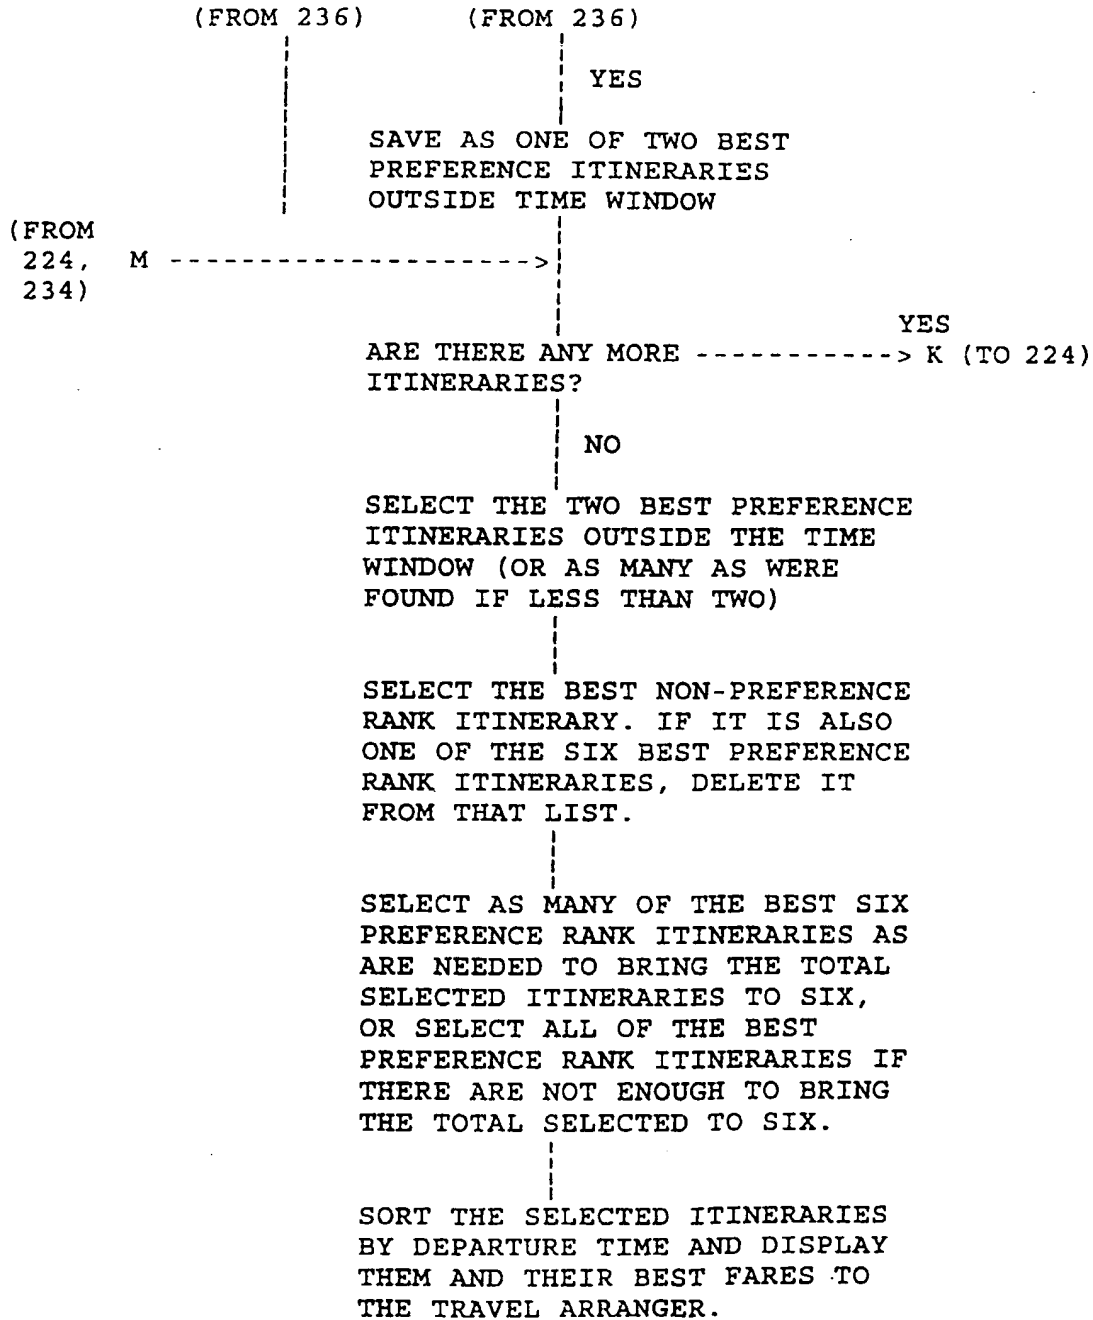 (FROM 236) (FROM 236)
YES
SAVE AS ONE OF TWO BEST
PREFERENCE ITINERARIES
OUTSIDE TIME WINDOW
(FROM
224, M
234)
YES
ARE THERE ANY MORE K (TO 224)
ITINERARIES?
NO
SELECT THE TWO BEST PREFERENCE
ITINERARIES OUTSIDE THE TIME
WINDOW (OR AS MANY AS WERE
FOUND IF LESS THAN TWO)
SELECT THE BEST NON-PREFERENCE
RANK ITINERARY. IF IT IS ALSO
ONE OF THE SIX BEST PREFERENCE
RANK ITINERARIES, DELETE IT
FROM THAT LIST.
SELECT AS MANY OF THE BEST SIX
PREFERENCE RANK ITINERARIES AS
ARE NEEDED TO BRING THE TOTAL
SELECTED ITINERARIES TO SIX,
OR SELECT ALL OF THE BEST
PREFERENCE RANK ITINERARIES IF
THERE ARE NOT ENOUGH TO BRING
THE TOTAL SELECTED TO SIX.
SORT THE SELECTED ITINERARIES
BY DEPARTURE TIME AND DISPLAY
THEM AND THEIR BEST FARES TO
THE TRAVEL ARRANGER.